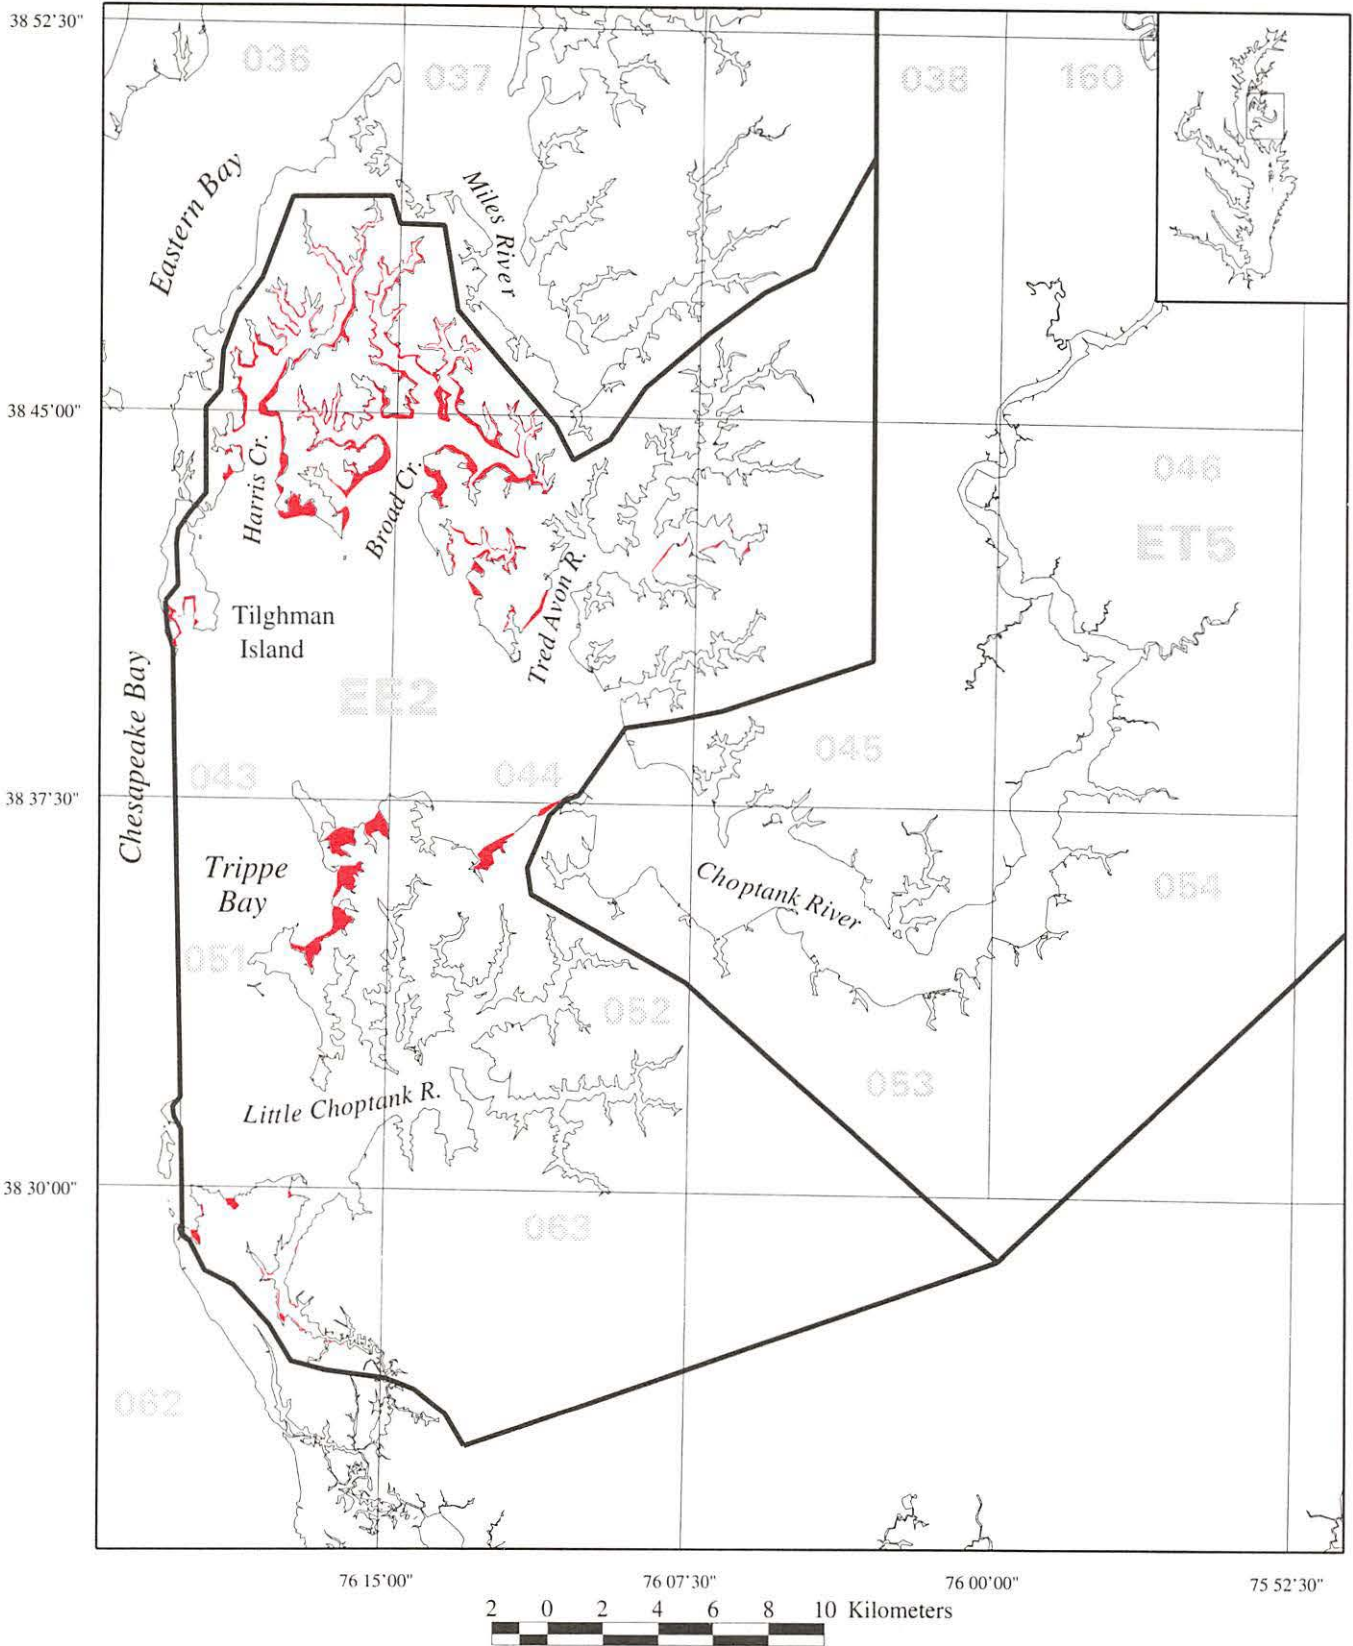 38 52'30"
036
037
038
160
Eastern Bay
Miles River
38 45'00"
046
Harris Cr.
Broad Cr.
ET5
Tred Avon R.
Tilghman
Island
Chesapeake Bay
EE2
045
043
044
38 37'30"
Trippe
Bay
Choptank River
054
051
052
053
Little Choptank R.
38 30'00"
063
062
76 15'00"
76 07'30"
76 00'00"
75 52'30"
2 0 2 4 6 8 10 Kilometers